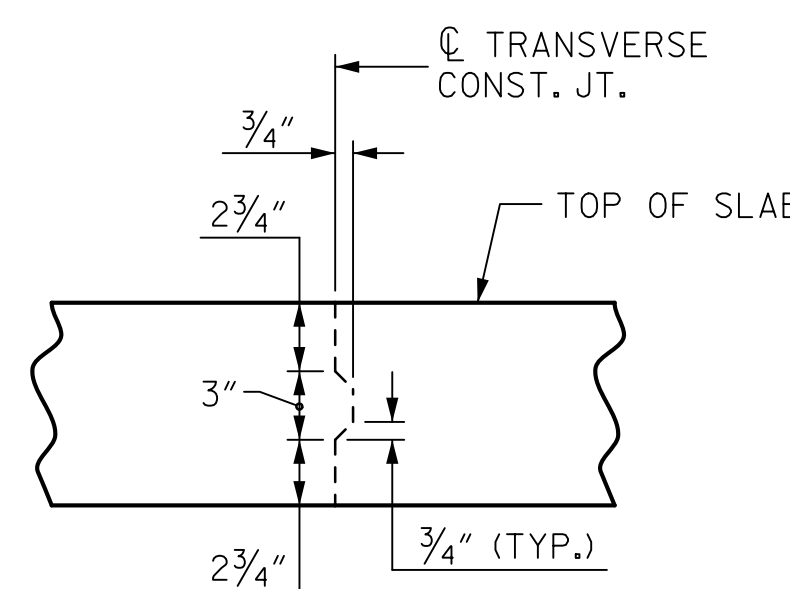 ℄ TRANSVERSE
CONST. JT.
3/4"
2 3/4"
TOP OF SLAB
3"
3/4" (TYP.)
2 3/4"